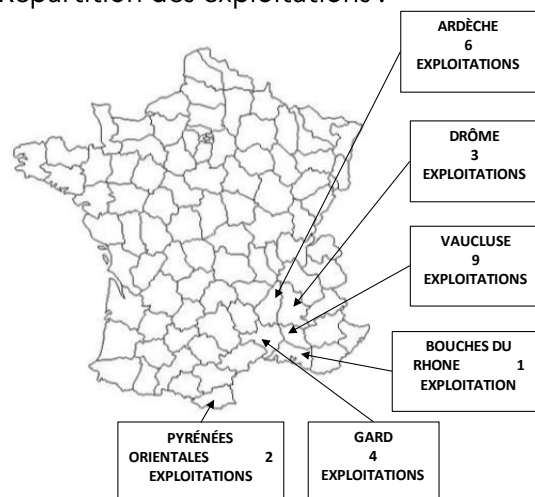 Répartition des exploitations :
ARDÈCHE
6
EXPLOITATIONS
DRÔME
3
EXPLOITATIONS
VAUCLUSE
9
EXPLOITATIONS
BOUCHES DU
RHONE 1
EXPLOITATION
PYRÉNÉES
ORIENTALES 2
EXPLOITATIONS
GARD
4
EXPLOITATIONS